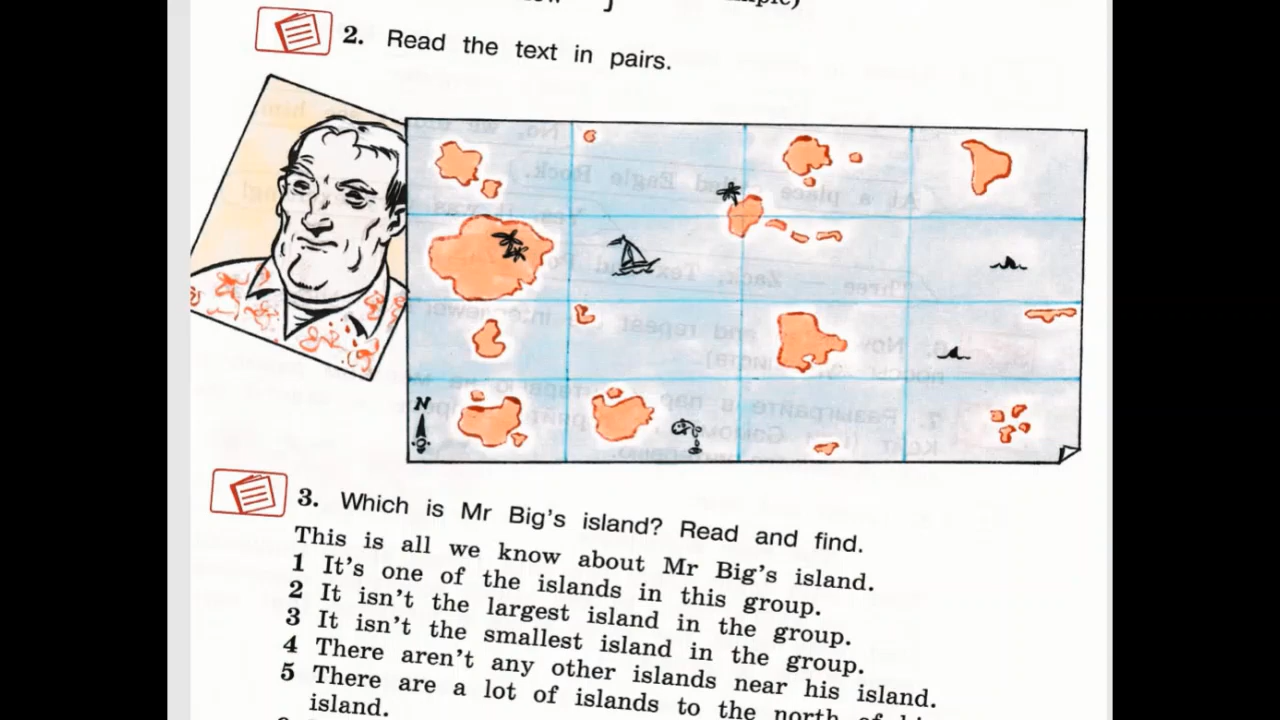 2. Read the text in pairs.
N
3. Which is Mr Big's island? Read and find.
This is all we know about Mr Big's island.
1 It's one of the islands in this group.
2 It isn't the largest island in the group.
3 It isn't the smallest island in the group.
4 There aren't any other islands near his island.
5 There are a lot of islands to the north of
island.